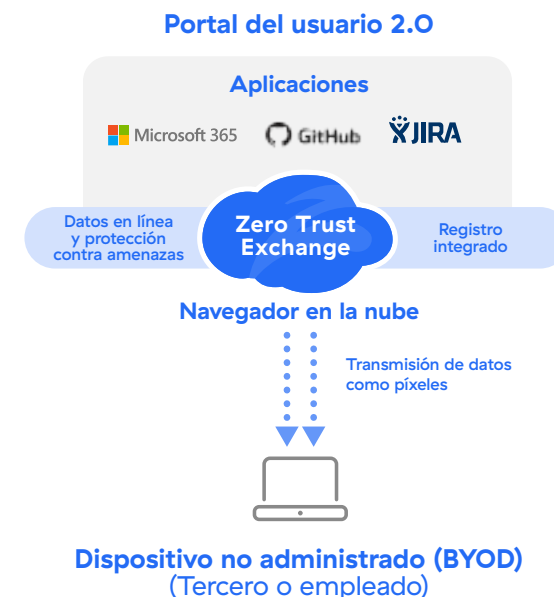 Portal del usuario 2.0
Aplicaciones
Microsoft 365
GitHub
JIRA
Datos en línea
y protección
contra amenazas
Zero Trust
Exchange
Registro
integrado
Navegador en la nube
Transmisión de datos
como píxeles
Dispositivo no administrado (BYOD)
(Tercero o empleado)